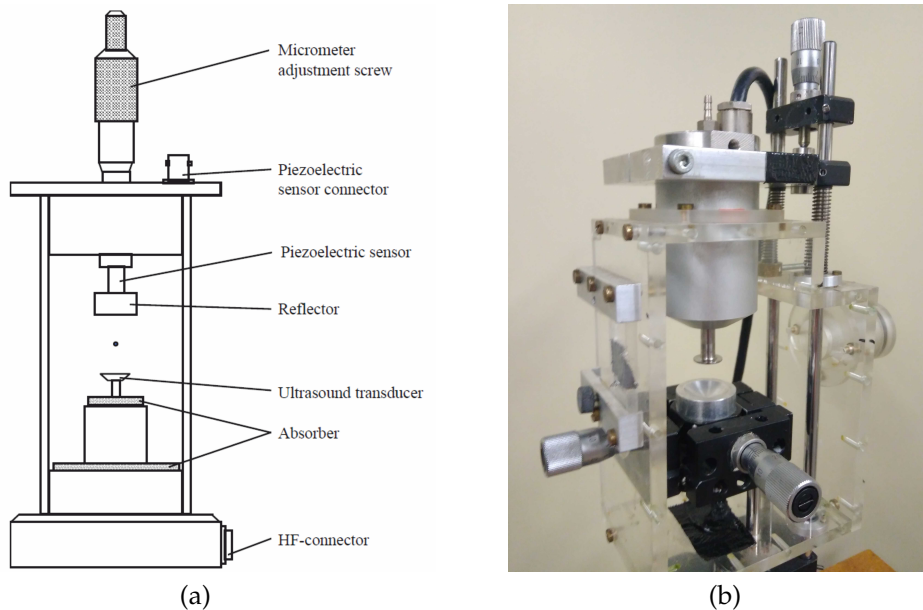 Micrometer
adjustment screw
Piezoelectric
sensor connector
Piezoelectric sensor
Reflector
Ultrasound transducer
Absorber
HF-connector
(a)
(b)